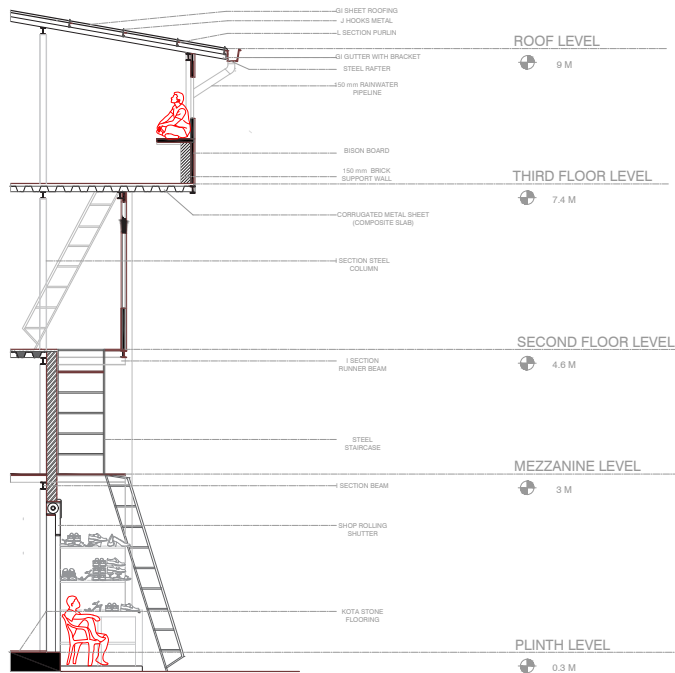 GI SHEET ROOFING
J HOOKS METAL
L SECTION PURLIN
ROOF LEVEL
GI GUTTER WITH BRACKET
9 M
STEEL RAFTER
150 mm RAINWATER
PIPELINE
BISON BOARD
150 mm BRICK
SUPPORT WALL
THIRD FLOOR LEVEL
7.4 M
CORRUGATED METAL SHEET
(COMPOSITE SLAB)
I SECTION STEEL
COLUMN
SECOND FLOOR LEVEL
I SECTION
RUNNER BEAM
4.6 M
STEEL
STAIRCASE
MEZZANINE LEVEL
I SECTION BEAM
3 M
SHOP ROLLING
SHUTTER
KOTA STONE
FLOORING
PLINTH LEVEL
0.3 M